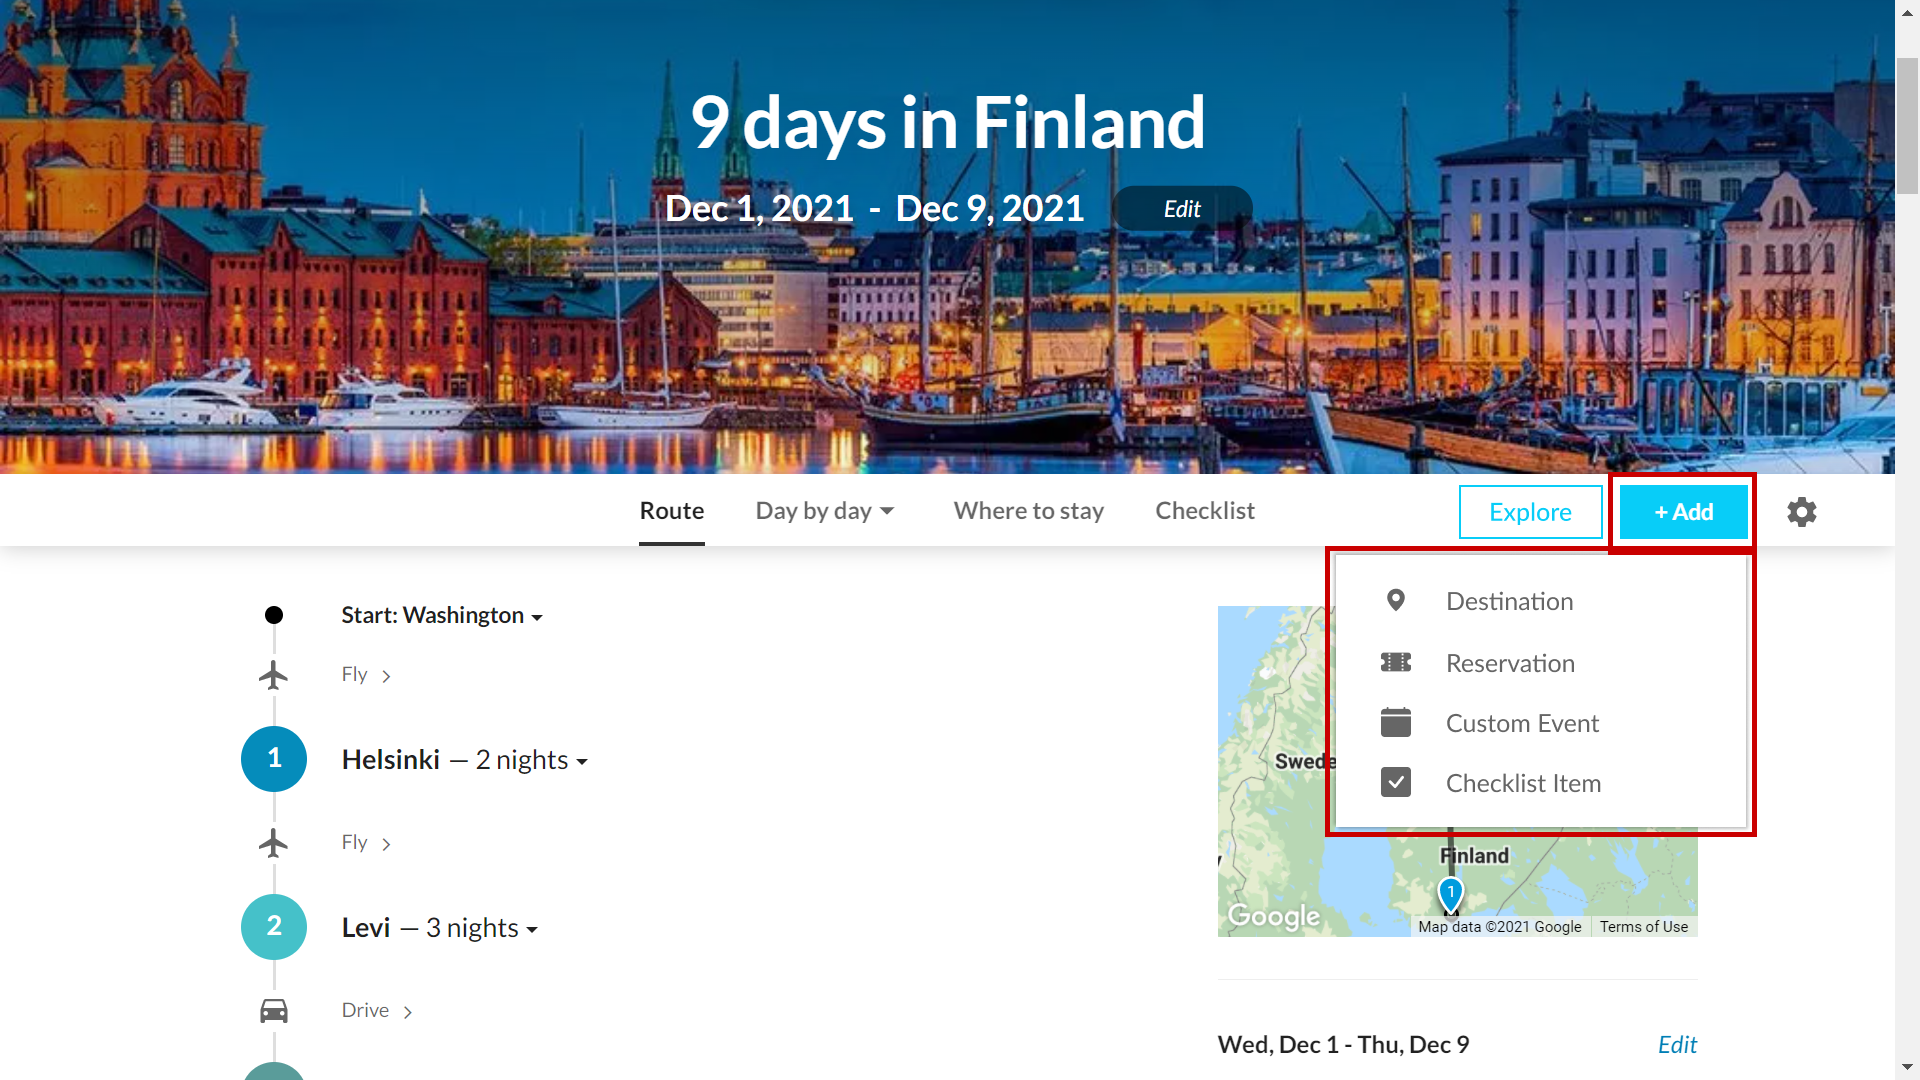 9 days in Finland
Dec 1, 2021 - Dec 9, 2021 Edit
Route Day by day Where to stay Checklist Explore + Add
Start: Washington
Fly
1 Helsinki — 2 nights
Fly
2 Levi — 3 nights
Drive
Destination
Reservation
Custom Event
Checklist Item
Swede
Finland
1
Google
Map data ©2021 Google Terms of Use
Wed, Dec 1 - Thu, Dec 9 Edit